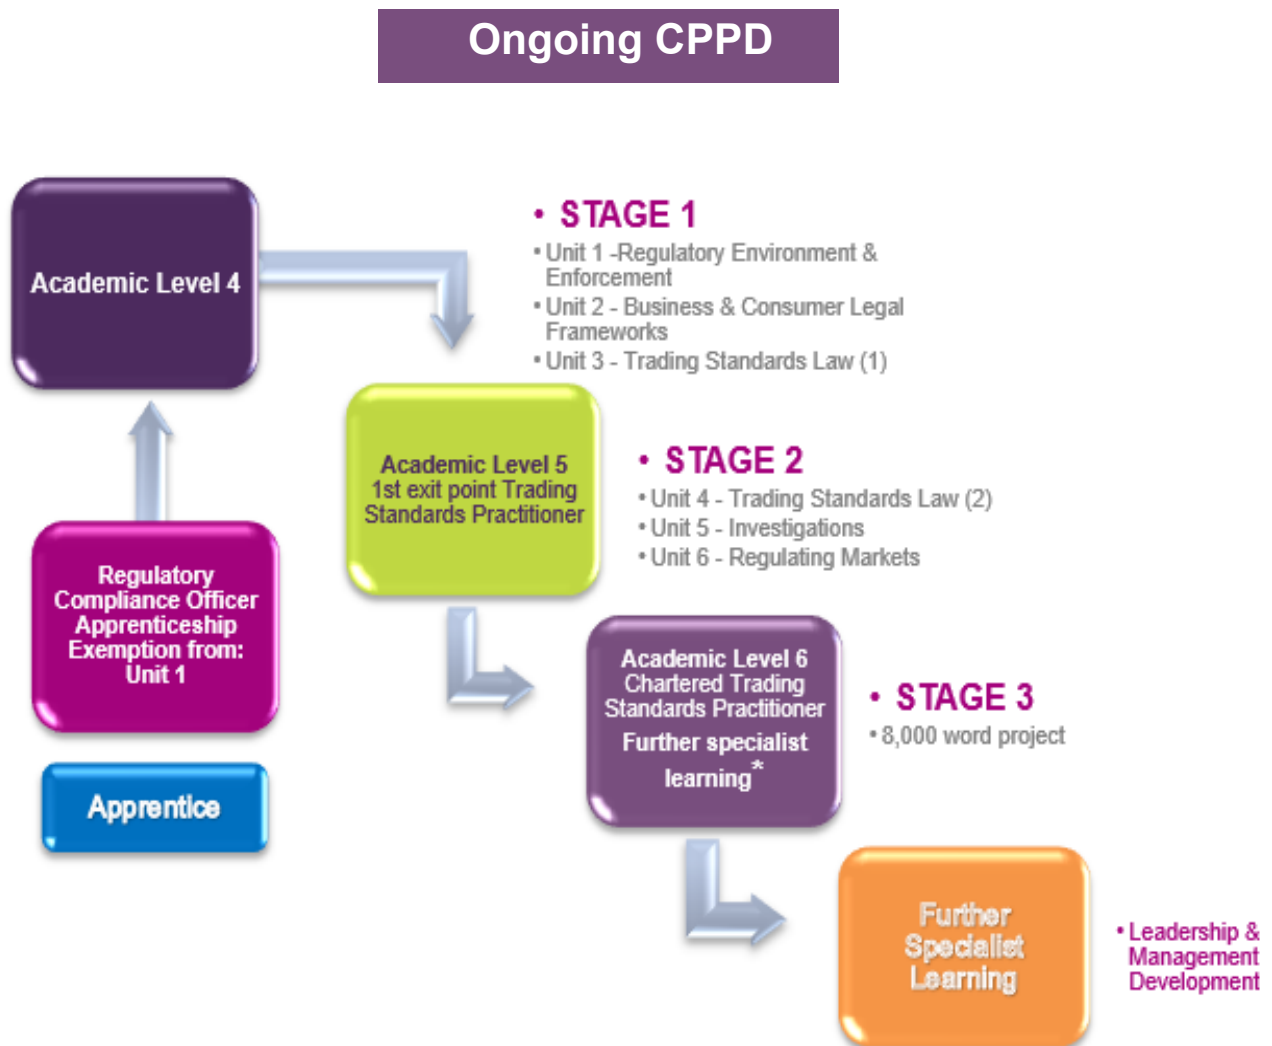 Ongoing CPPD
Academic Level 4
• STAGE 1
• Unit 1 -Regulatory Environment &
Enforcement
• Unit 2 - Business & Consumer Legal
Frameworks
• Unit 3 - Trading Standards Law (1)
Academic Level 5
1st exit point Trading
Standards Practitioner
• STAGE 2
• Unit 4 - Trading Standards Law (2)
• Unit 5 - Investigations
• Unit 6 - Regulating Markets
Regulatory
Compliance Officer
Apprenticeship
Exemption from:
Unit 1
Apprentice
Academic Level 6
Chartered Trading
Standards Practitioner
Further specialist
learning*
• STAGE 3
• 8,000 word project
Further
Specialist
Learning
• Leadership &
Management
Development